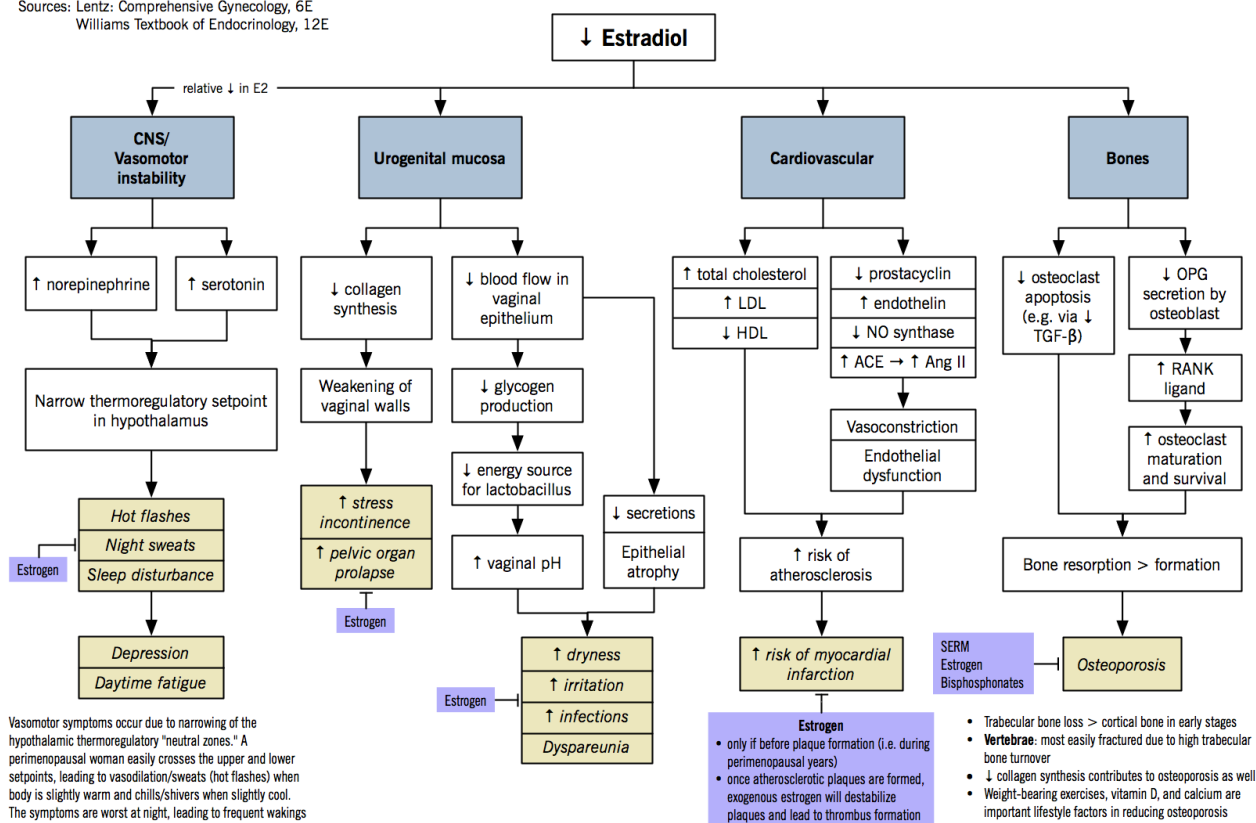 Sources: Lentz: Comprehensive Gynecology, 6E
Williams Textbook of Endocrinology, 12E
↓ Estradiol
relative ↓ in E2
CNS/
Vasomotor
instability
Urogenital mucosa
Cardiovascular
Bones
↑ norepinephrine
↑ serotonin
↓ collagen
synthesis
↓ blood flow in
vaginal
epithelium
↑ total cholesterol
↑ LDL
↓ HDL
↓ prostacyclin
↑ endothelin
↓ NO synthase
↑ ACE → ↑ Ang II
↓ osteoclast
apoptosis
(e.g. via ↓
TGF-β)
↓ OPG
secretion by
osteoblast
Narrow thermoregulatory setpoint
in hypothalamus
Weakening of
vaginal walls
↓ glycogen
production
↑ RANK
ligand
Vasoconstriction
Endothelial
dysfunction
↑ osteoclast
maturation
and survival
↓ energy source
for lactobacillus
Hot flashes
Night sweats
Sleep disturbance
Estrogen
↑ stress
incontinence
↑ pelvic organ
prolapse
Estrogen
↑ vaginal pH
↓ secretions
Epithelial
atrophy
↑ risk of
atherosclerosis
Bone resorption > formation
Depression
Daytime fatigue
Estrogen
↑ dryness
↑ irritation
↑ infections
Dyspareunia
↑ risk of myocardial
infarction
SERM
Estrogen
Bisphosphonates
Osteoporosis
Vasomotor symptoms occur due to narrowing of the
hypothalamic thermoregulatory "neutral zones." A
perimenopausal woman easily crosses the upper and lower
setpoints, leading to vasodilation/sweats (hot flashes) when
body is slightly warm and chills/shivers when slightly cool.
The symptoms are worst at night, leading to frequent wakings
Estrogen
• only if before plaque formation (i.e. during
perimenopausal years)
• once atherosclerotic plaques are formed,
exogenous estrogen will destabilize
plaques and lead to thrombus formation
• Trabecular bone loss > cortical bone in early stages
• Vertebrae: most easily fractured due to high trabecular
bone turnover
• ↓ collagen synthesis contributes to osteoporosis as well
• Weight-bearing exercises, vitamin D, and calcium are
important lifestyle factors in reducing osteoporosis